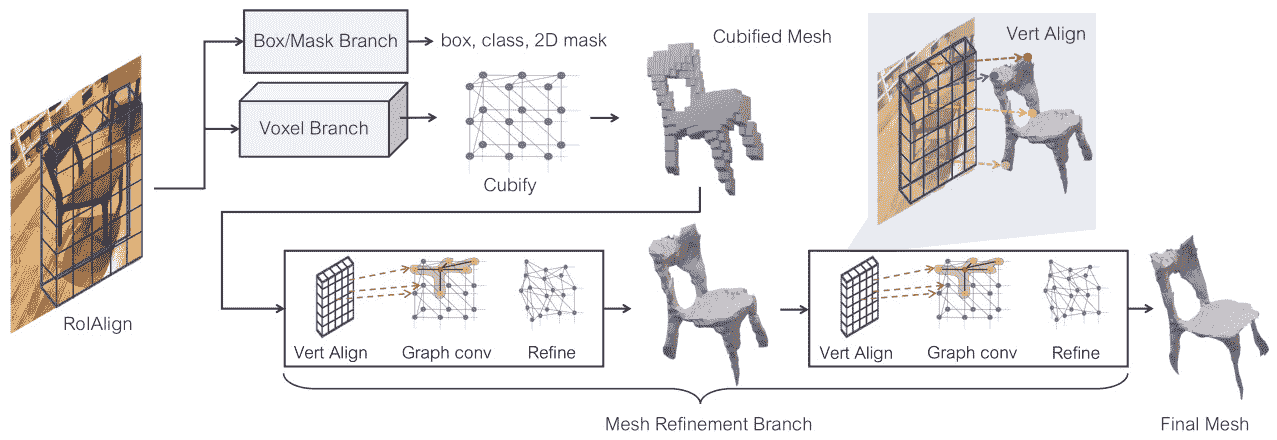 Box/Mask Branch
box, class, 2D mask
Cubified Mesh
Vert Align
Voxel Branch
Cubify
RoIAlign
Vert Align
Graph conv
Refine
Vert Align
Graph conv
Refine
Mesh Refinement Branch
Final Mesh